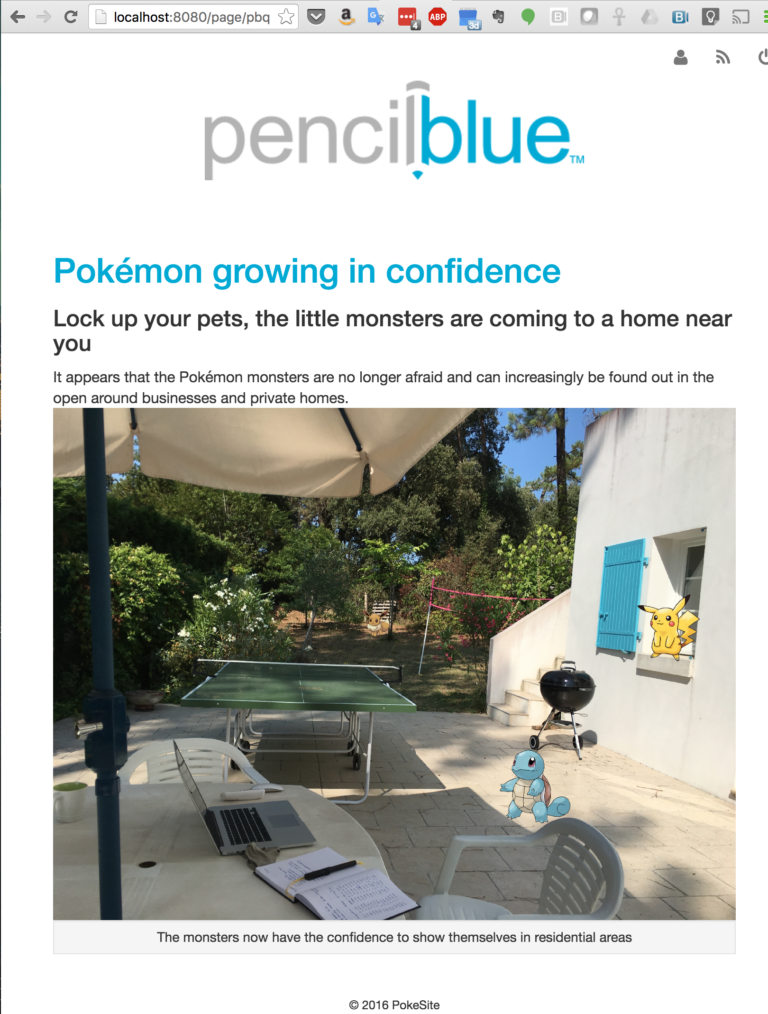 localhost:8080/page/pbq
4
ABP
3d
B
B
pencilblue™
Pokémon growing in confidence
Lock up your pets, the little monsters are coming to a home near
you
It appears that the Pokémon monsters are no longer afraid and can increasingly be found out in the
open around businesses and private homes.
The monsters now have the confidence to show themselves in residential areas
© 2016 PokeSite